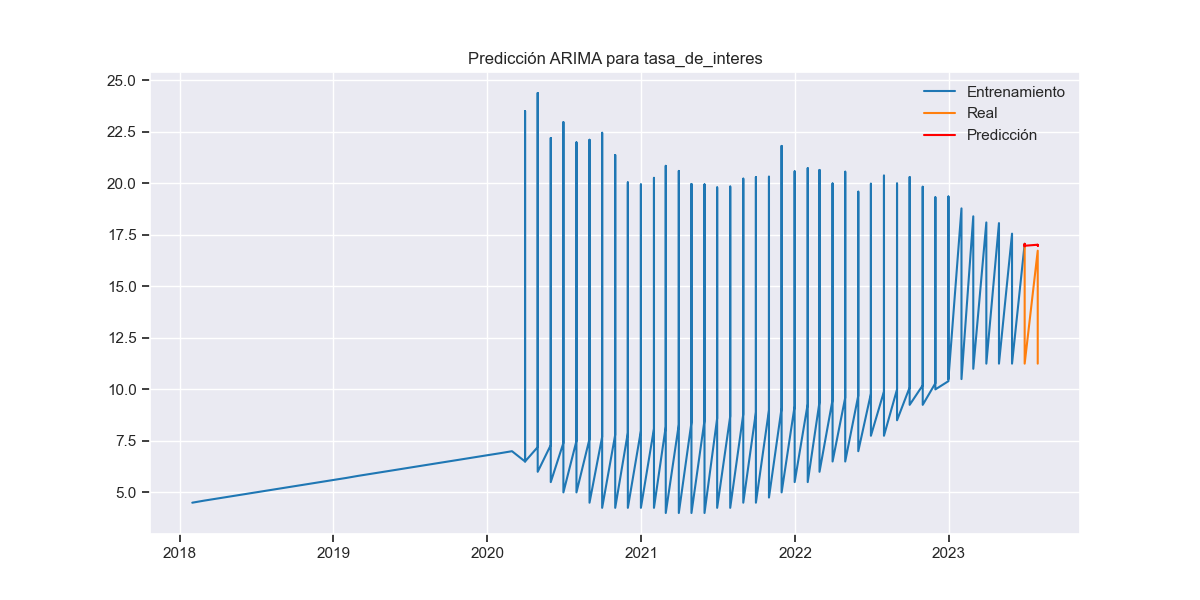 Predicción ARIMA para tasa_de_interes
25.0
22.5
20.0
17.5
15.0
12.5
10.0
7.5
5.0
Entrenamiento
Real
Predicción
2018 2019 2020 2021 2022 2023